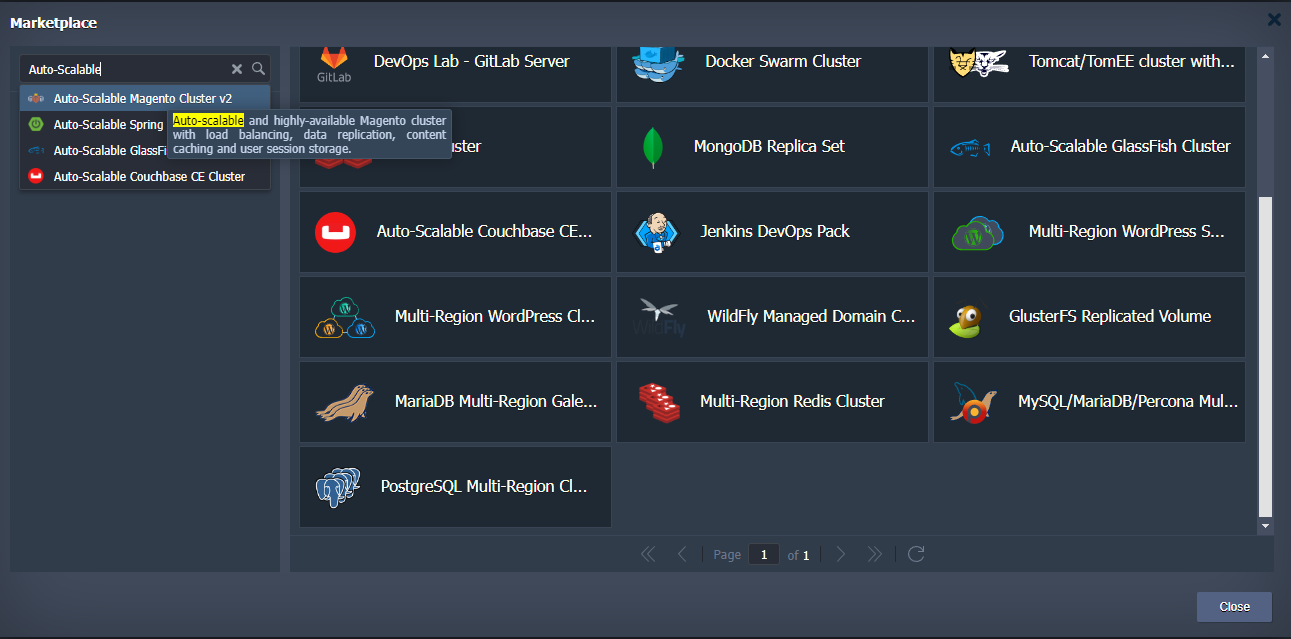 Marketplace
Auto-Scalable
Auto-Scalable Magento Cluster v2
Auto-Scalable Spring
Auto-Scalable GlassFi
Auto-Scalable Couchbase CE Cluster
Auto-scalable and highly-available Magento cluster
with load balancing, data replication, content
caching and user session storage.
GitLab
DevOps Lab - GitLab Server
Docker Swarm Cluster
Tomcat/TomEE cluster with...
uster
MongoDB Replica Set
Auto-Scalable GlassFish Cluster
Auto-Scalable Couchbase CE...
Jenkins DevOps Pack
Multi-Region WordPress S...
Multi-Region WordPress Cl...
WildFly
WildFly Managed Domain C...
GlusterFS Replicated Volume
MariaDB Multi-Region Gale...
Multi-Region Redis Cluster
MySQL/MariaDB/Percona Mul...
PostgreSQL Multi-Region Cl...
Page 1 of 1
Close